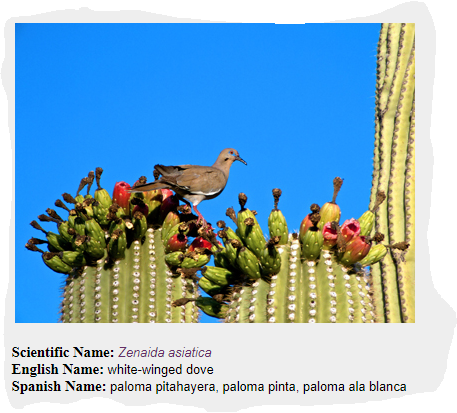 Scientific Name: Zenaida asiatica
English Name: white-winged dove
Spanish Name: paloma pitahayera, paloma pinta, paloma ala blanca